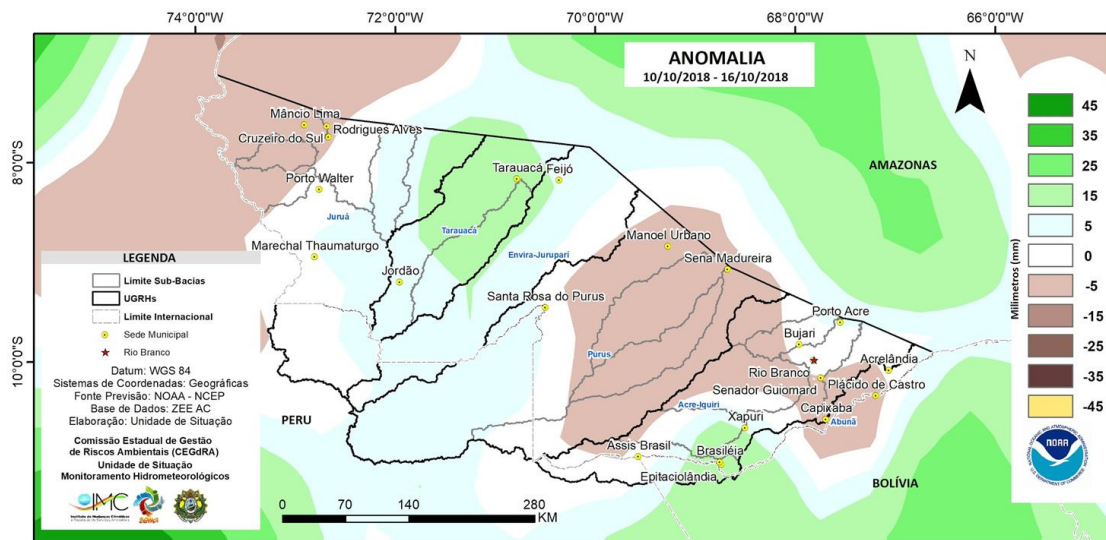 74°0'0"W
72°0'0"W
70°0'0"W
68°0'0"W
66°0'0"W
ANOMALIA
10/10/2018 - 16/10/2018
N
8°0'0"S
10°0'0"S
Mâncio Lima
Cruzeiro do Sul
Rodrigues Alves
Porto Walter
Juruá
Marechal Thaumaturgo
Tarauacá
Feijó
Tarauacá
Envira-Jurupari
Jordão
Santa Rosa do Purus
Manoel Urbano
Sena Madureira
Purus
Porto Acre
Bujari
Rio Branco
Acrelândia
Senador Guiomard
Plácido de Castro
Acre-Iquiri
Capixaba
Xapuri
Abunã
Assis Brasil
Brasiléia
Epitaciolândia
AMAZONAS
PERU
BOLÍVIA
Milímetros (mm)
45
35
25
15
5
0
-5
-15
-25
-35
-45
LEGENDA
Limite Sub-Bacias
UGRHs
Limite Internacional
Sede Municipal
Rio Branco
Datum: WGS 84
Sistemas de Coordenadas: Geográficas
Fonte Previsão: NOAA - NCEP
Base de Dados: ZEE AC
Elaboração: Unidade de Situação
Comissão Estadual de Gestão
de Riscos Ambientais (CEGdRA)
Unidade de Situação
Monitoramento Hidrometeorológico
IMC
0 70 140 280
KM
NOAA